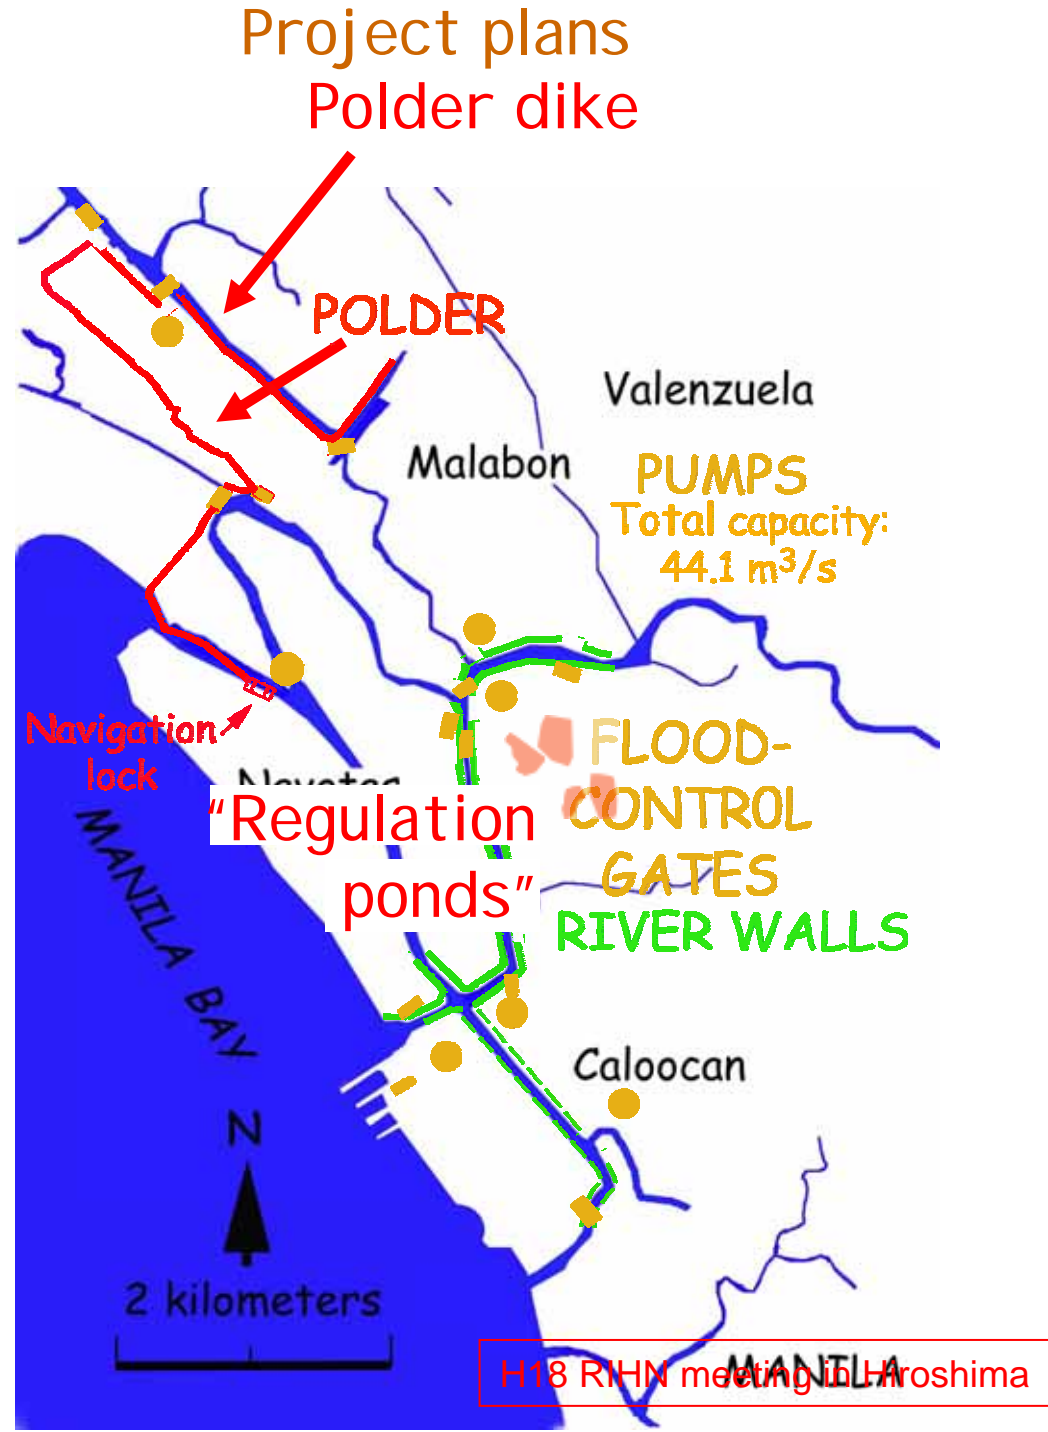 Project plans
Polder dike
POLDER
Valenzuela
Malabon
PUMPS
Total capacity:
44.1 m³/s
Navigation
lock
FLOOD-
CONTROL
GATES
Navotas
"Regulation
ponds"
RIVER WALLS
MANILA BAY
Caloocan
N
2 kilometers
MANILA
H18 RIHN meeting in Hiroshima